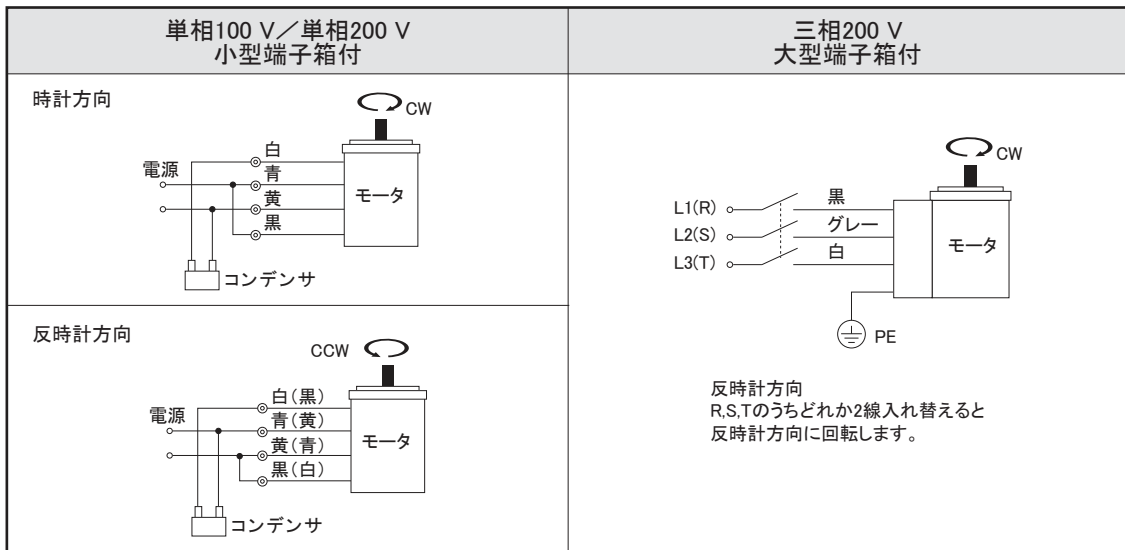 単相100 V／単相200 V
小型端子箱付
三相200 V
大型端子箱付
時計方向
CW
白
電源
青
黄
黒
モータ
コンデンサ
反時計方向
CCW
白(黒)
電源
青(黄)
黄(青)
黒(白)
モータ
コンデンサ
CW
L1(R)
黒
L2(S)
グレー
L3(T)
白
モータ
PE
反時計方向
R,S,Tのうちどれか2線入れ替えると
反時計方向に回転します。